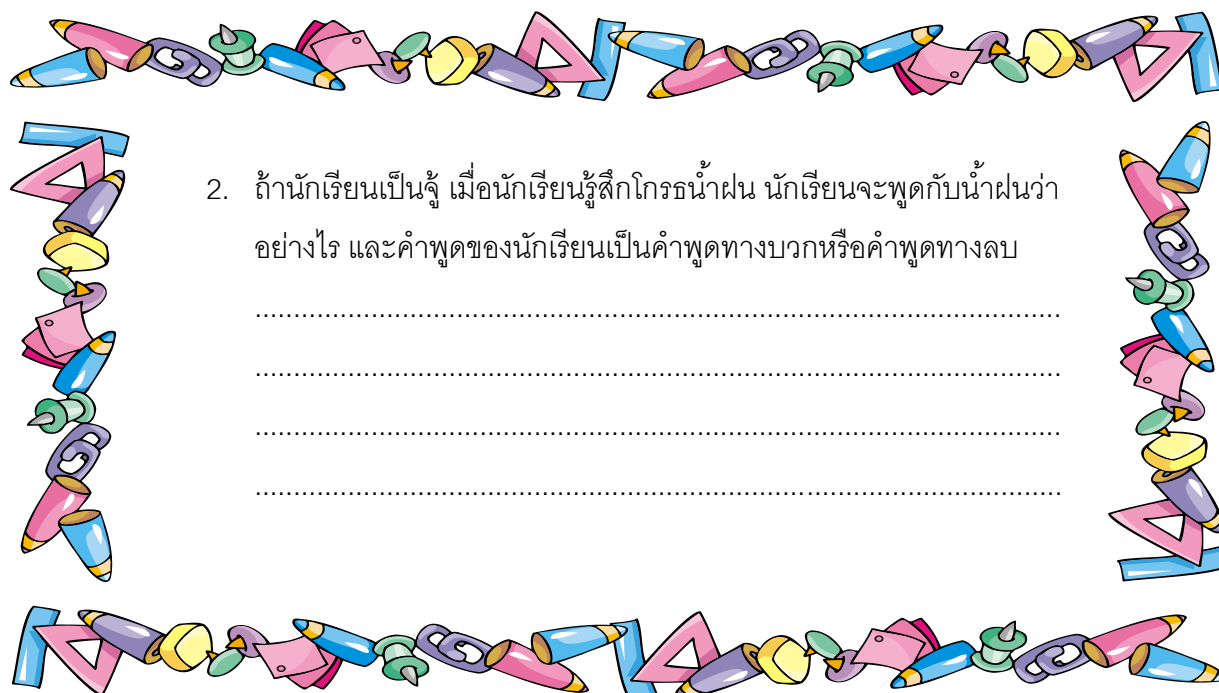 2. ถ้านักเรียนเป็นจู้ เมื่อนักเรียนรู้สึกโกรธน้ำฝน นักเรียนจะพูดกับน้ำฝนว่า
อย่างไร และคำพูดของนักเรียนเป็นคำพูดทางบวกหรือคำพูดทางลบ
........................................................................................................
........................................................................................................
........................................................................................................
........................................................................................................